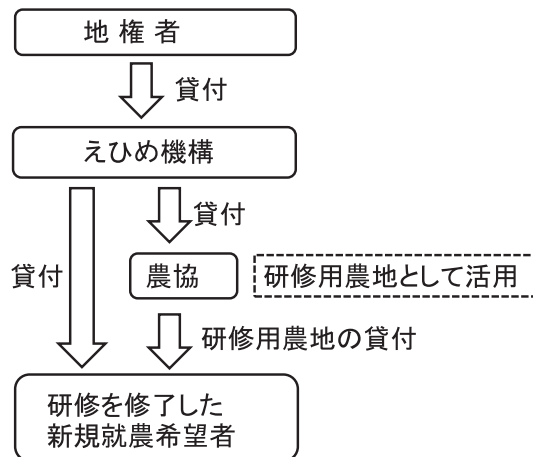 地権者
貸付
えひめ機構
貸付
貸付
農協
研修用農地として活用
研修用農地の貸付
研修を修了した
新規就農希望者